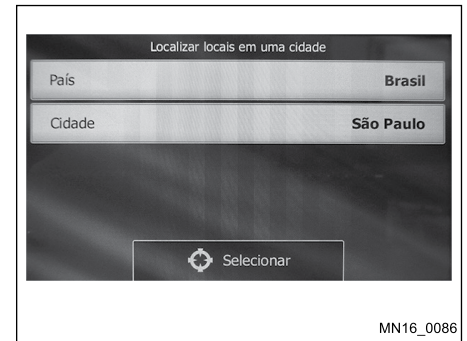 Localizar locais em uma cidade
País Brasil
Cidade São Paulo
Selecionar
MN16_0086